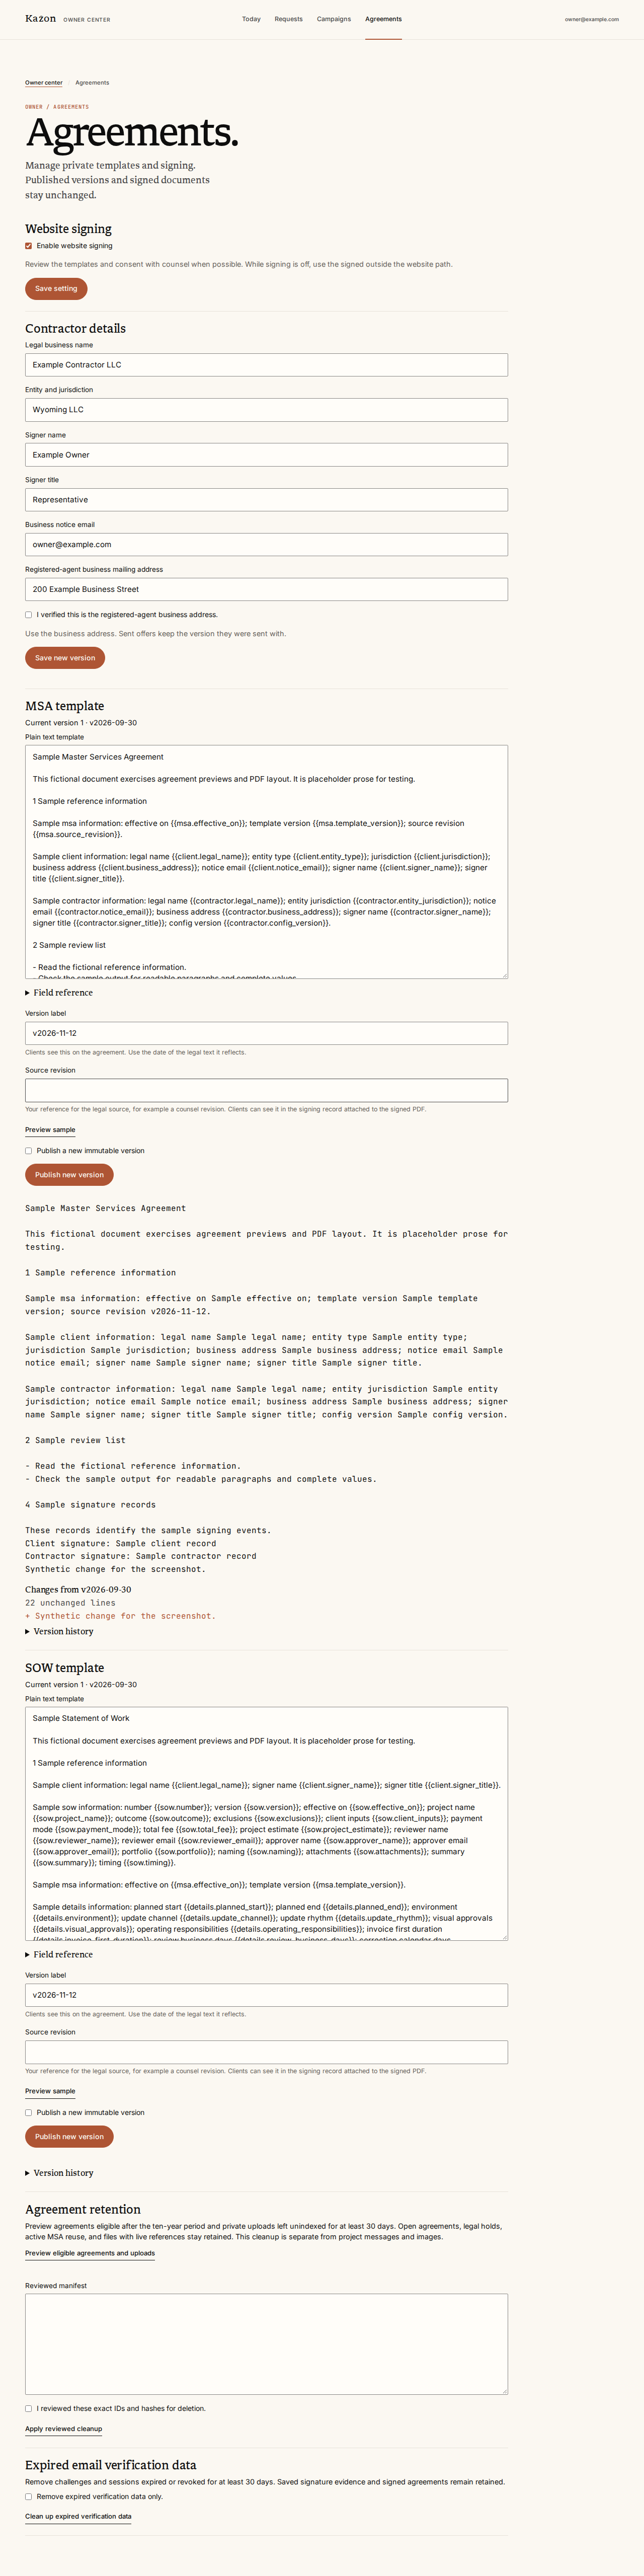 Kazon OWNER CENTER Today Requests Campaigns Agreements owner@example.com
Owner center / Agreements
OWNER / AGREEMENTS
Agreements.
Manage private templates and signing.
Published versions and signed documents
stay unchanged.
Website signing
Enable website signing
Review the templates and consent with counsel when possible. While signing is off, use the signed outside the website path.
Save setting
Contractor details
Legal business name
Example Contractor LLC
Entity and jurisdiction
Wyoming LLC
Signer name
Example Owner
Signer title
Representative
Business notice email
owner@example.com
Registered-agent business mailing address
200 Example Business Street
I verified this is the registered-agent business address.
Use the business address. Sent offers keep the version they were sent with.
Save new version
MSA template
Current version 1 · v2026-09-30
Plain text template
Sample Master Services Agreement
This fictional document exercises agreement previews and PDF layout. It is placeholder prose for testing.
1 Sample reference information
Sample msa information: effective on {{msa.effective_on}}; template version {{msa.template_version}}; source revision
{{msa.source_revision}}.
Sample client information: legal name {{client.legal_name}}; entity type {{client.entity_type}}; jurisdiction {{client.jurisdiction}};
business address {{client.business_address}}; notice email {{client.notice_email}}; signer name {{client.signer_name}}; signer
title {{client.signer_title}}.
Sample contractor information: legal name {{contractor.legal_name}}; entity jurisdiction {{contractor.entity_jurisdiction}}; notice
email {{contractor.notice_email}}; business address {{contractor.business_address}}; signer name {{contractor.signer_name}};
signer title {{contractor.signer_title}}; config version {{contractor.config_version}}.
2 Sample review list
- Read the fictional reference information.
- Check the sample output for readable paragraphs and complete values.
Field reference
Version label
v2026-11-12
Clients see this on the agreement. Use the date of the legal text it reflects.
Source revision
Your reference for the legal source, for example a counsel revision. Clients can see it in the signing record attached to the signed PDF.
Preview sample
Publish a new immutable version
Publish new version
Sample Master Services Agreement
This fictional document exercises agreement previews and PDF layout. It is placeholder prose for
testing.
1 Sample reference information
Sample msa information: effective on Sample effective on; template version Sample template
version; source revision v2026-11-12.
Sample client information: legal name Sample legal name; entity type Sample entity type;
jurisdiction Sample jurisdiction; business address Sample business address; notice email Sample
notice email; signer name Sample signer name; signer title Sample signer title.
Sample contractor information: legal name Sample legal name; entity jurisdiction Sample entity
jurisdiction; notice email Sample notice email; business address Sample business address; signer
name Sample signer name; signer title Sample signer title; config version Sample config version.
2 Sample review list
- Read the fictional reference information.
- Check the sample output for readable paragraphs and complete values.
4 Sample signature records
These records identify the sample signing events.
Client signature: Sample client record
Contractor signature: Sample contractor record
Synthetic change for the screenshot.
Changes from v2026-09-30
22 unchanged lines
+ Synthetic change for the screenshot.
Version history
SOW template
Current version 1 · v2026-09-30
Plain text template
Sample Statement of Work
This fictional document exercises agreement previews and PDF layout. It is placeholder prose for testing.
1 Sample reference information
Sample client information: legal name {{client.legal_name}}; signer name {{client.signer_name}}; signer title {{client.signer_title}}.
Sample sow information: number {{sow.number}}; version {{sow.version}}; effective on {{sow.effective_on}}; project name
{{sow.project_name}}; outcome {{sow.outcome}}; exclusions {{sow.exclusions}}; client inputs {{sow.client_inputs}}; payment
mode {{sow.payment_mode}}; total fee {{sow.total_fee}}; project estimate {{sow.project_estimate}}; reviewer name
{{sow.reviewer_name}}; reviewer email {{sow.reviewer_email}}; approver name {{sow.approver_name}}; approver email
{{sow.approver_email}}; portfolio {{sow.portfolio}}; naming {{sow.naming}}; attachments {{sow.attachments}}; summary
{{sow.summary}}; timing {{sow.timing}}.
Sample msa information: effective on {{msa.effective_on}}; template version {{msa.template_version}}.
Sample details information: planned start {{details.planned_start}}; planned end {{details.planned_end}}; environment
{{details.environment}}; update channel {{details.update_channel}}; update rhythm {{details.update_rhythm}}; visual approvals
{{details.visual_approvals}}; operating responsibilities {{details.operating_responsibilities}}; invoice first duration
{{details.invoice_first_duration}}; review business days {{details.review_business_days}}; correction calendar days
Field reference
Version label
v2026-11-12
Clients see this on the agreement. Use the date of the legal text it reflects.
Source revision
Your reference for the legal source, for example a counsel revision. Clients can see it in the signing record attached to the signed PDF.
Preview sample
Publish a new immutable version
Publish new version
Version history
Agreement retention
Preview agreements eligible after the ten-year period and private uploads left unindexed for at least 30 days. Open agreements, legal holds,
active MSA reuse, and files with live references stay retained. This cleanup is separate from project messages and images.
Preview eligible agreements and uploads
Reviewed manifest
I reviewed these exact IDs and hashes for deletion.
Apply reviewed cleanup
Expired email verification data
Remove challenges and sessions expired or revoked for at least 30 days. Saved signature evidence and signed agreements remain retained.
Remove expired verification data only.
Clean up expired verification data